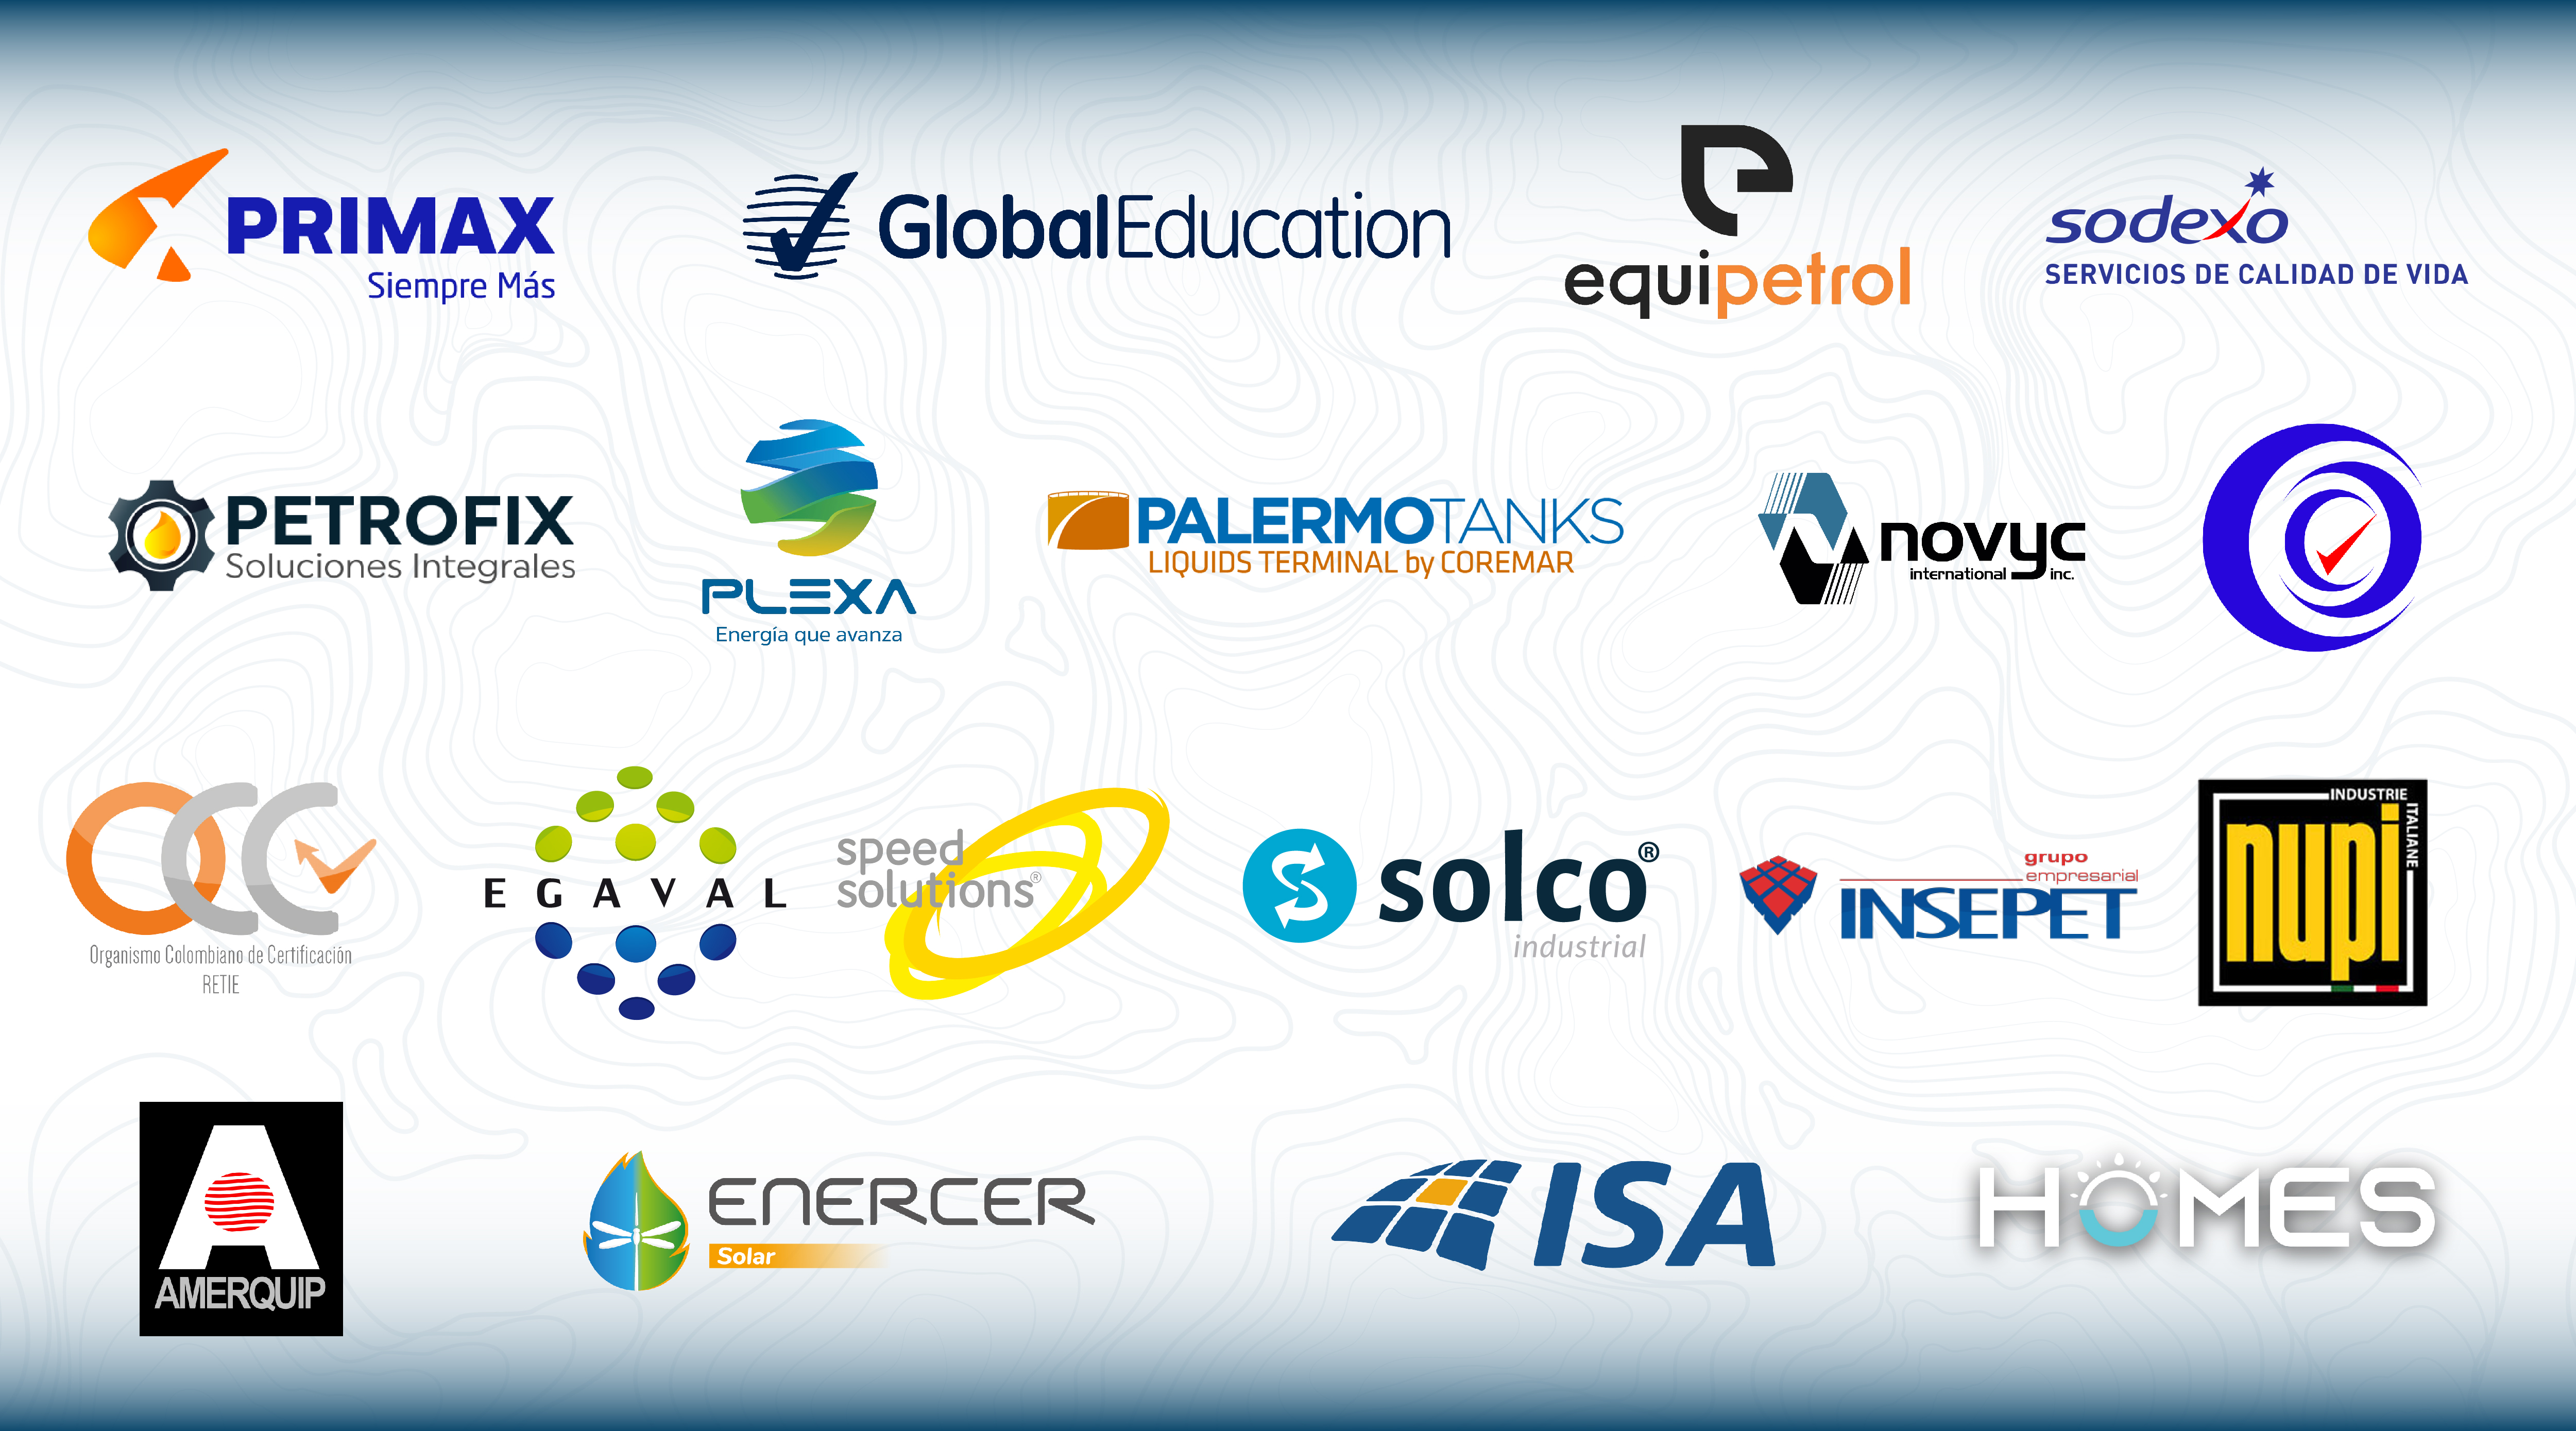 PRIMAX
Siempre Más
GlobalEducation
equipetrol
sodexo
SERVICIOS DE CALIDAD DE VIDA
PETROFIX
Soluciones Integrales
PLEXA
Energía que avanza
PALERMOTANKS
LIQUIDS TERMINAL by COREMAR
novyc
international inc.
OCC
Organismo Colombiano de Certificación
RETIE
EGAVAL
speed
solutions®
solco®
industrial
grupo
empresarial
INSEPET
INDUSTRIE
ITALIANE
nupi
A
AMERQUIP
ENERCER
Solar
ISA
HOMES